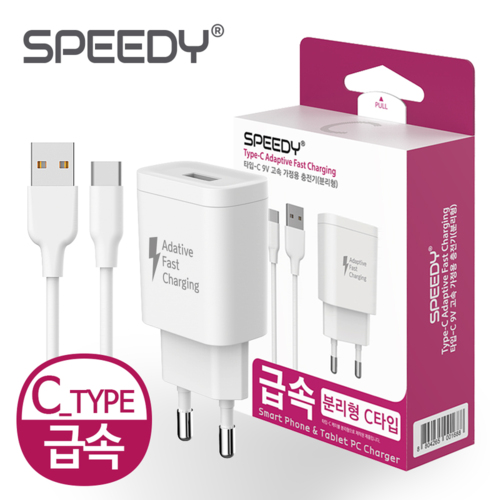 SPEEDY®
PULL
C
SPEEDY®
Type-C Adaptive Fast Charging
타입-C 9V 고속 가정용 충전기(분리형)
Adative
Fast
Charging
Adaptive
Fast
Charging
SPEEDY®
Type-C Adaptive Fast Charging
타입-C 9V 고속 가정용 충전기(분리형)
C_TYPE
급속
급속
분리형 C타입
Smart Phone & Tablet PC Charger